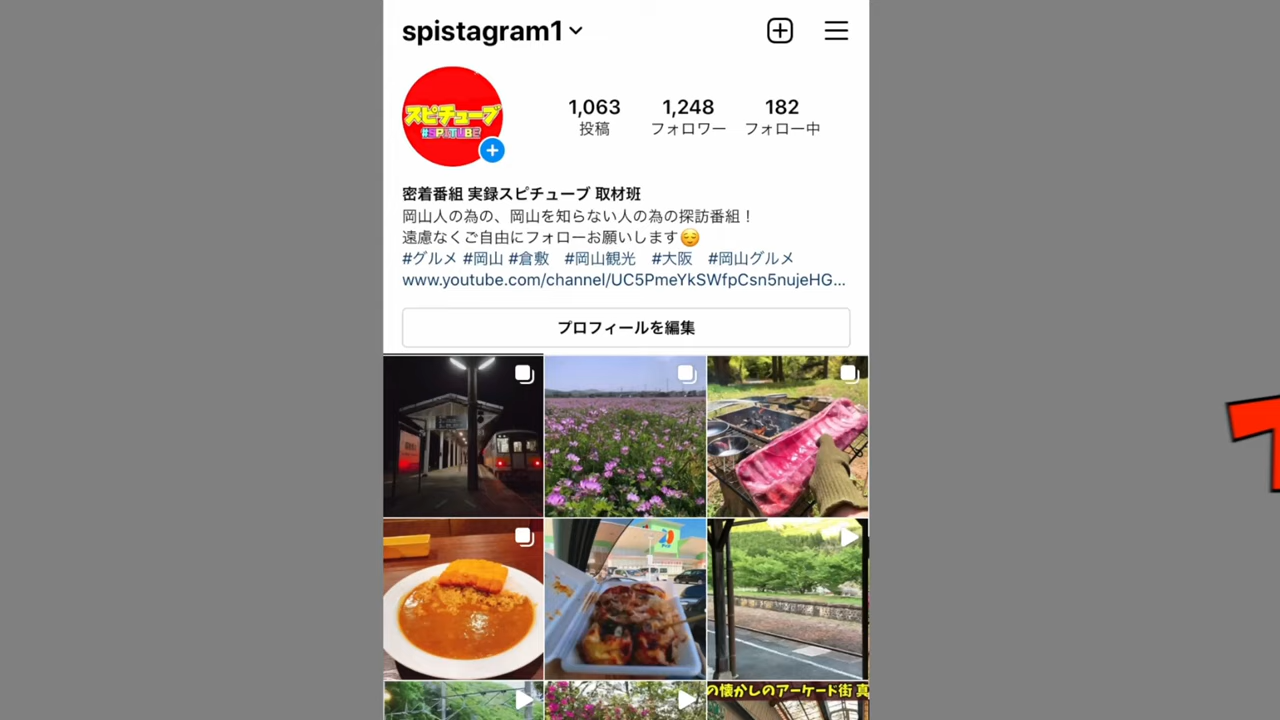 spistagram1
スピチューブ
#SPITUBE
1,063
投稿
1,248
フォロワー
182
フォロー中
密着番組 実録スピチューブ 取材班
岡山人の為の、岡山を知らない人の為の探訪番組！
遠慮なくご自由にフォローお願いします😌
#グルメ #岡山 #倉敷　#岡山観光　#大阪　#岡山グルメ
www.youtube.com/channel/UC5PmeYkSWfpCsn5nujeHG...
プロフィールを編集
の懐かしのアーケード街 真